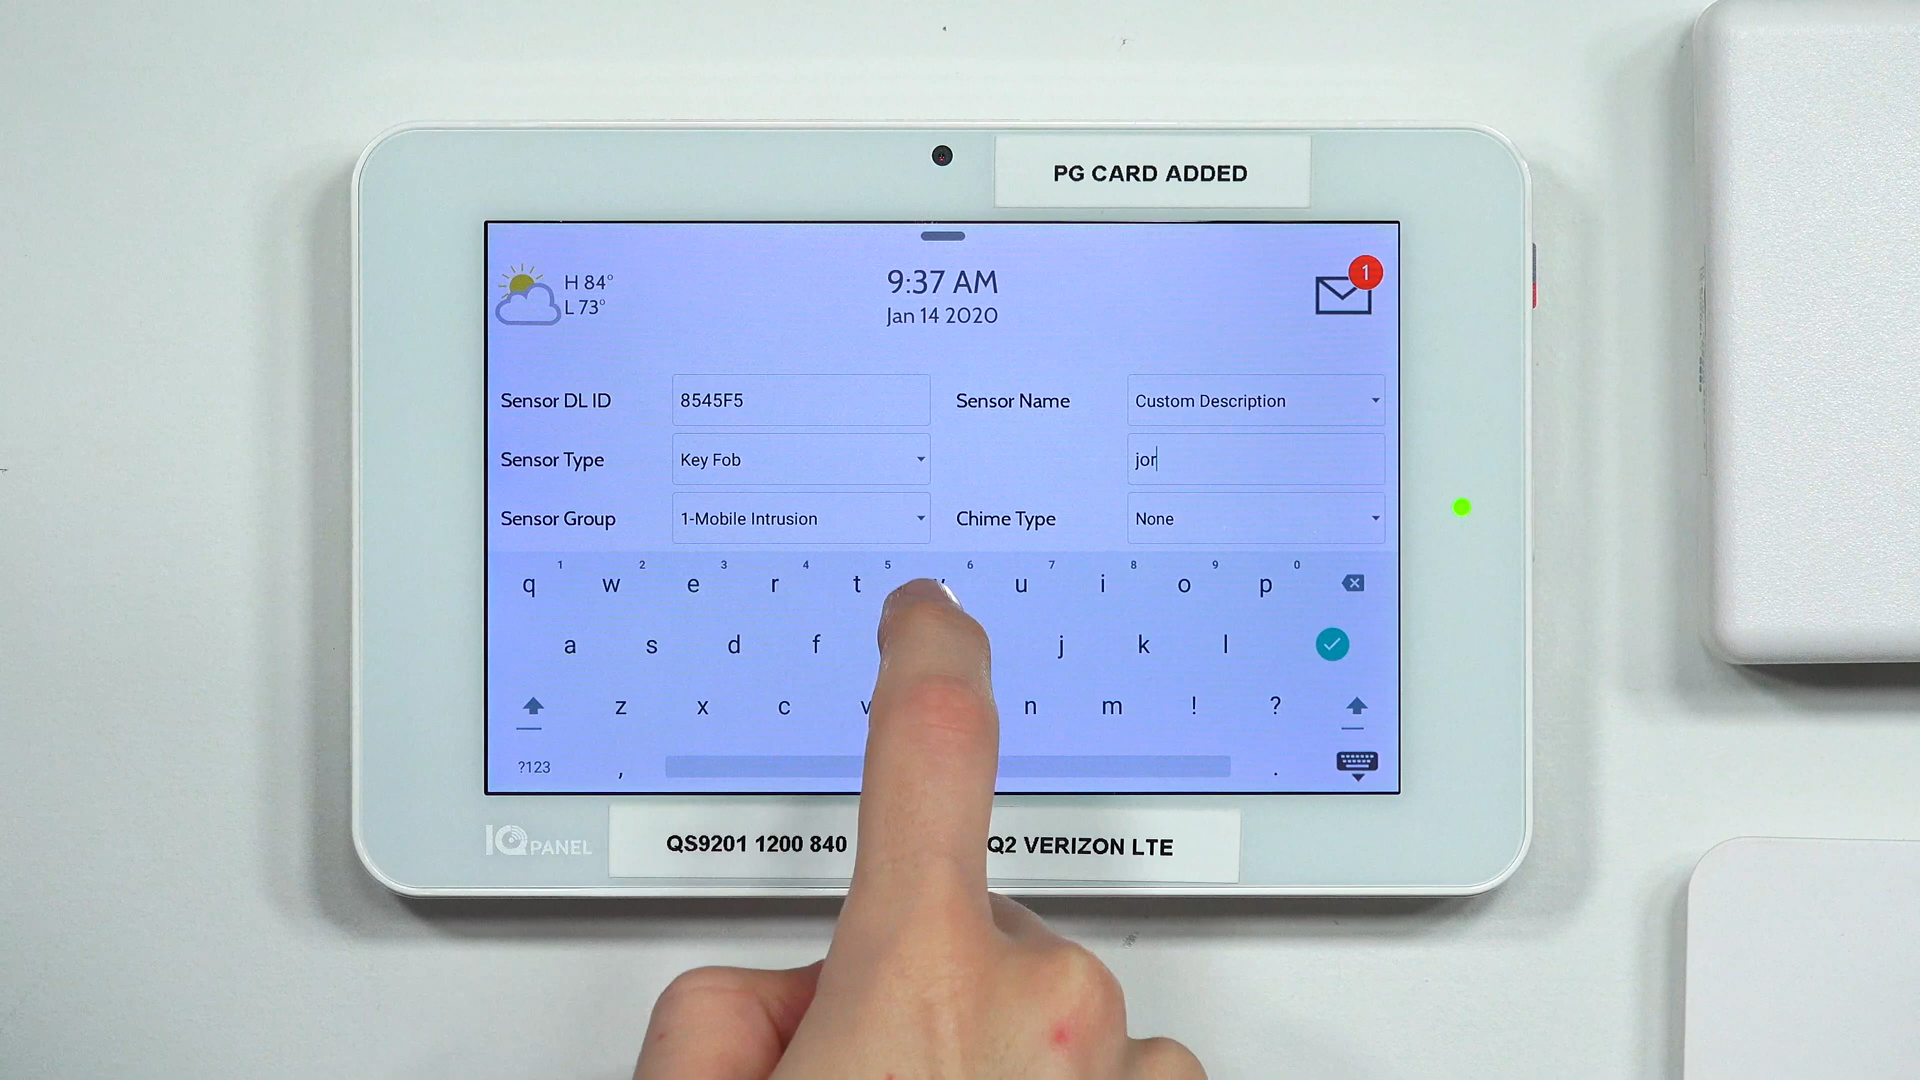 PG CARD ADDED
H 84°
L 73°
9:37 AM
Jan 14 2020
1
Sensor DL ID
8545F5
Sensor Name
Custom Description
Sensor Type
Key Fob
jor
Sensor Group
1-Mobile Intrusion
Chime Type
None
1 2 3 4 5 6 7 8 9 0
q w e r t y u i o p
a s d f j k l
z x c v n m ! ?
?123 , .
IQ PANEL
QS9201 1200 840
Q2 VERIZON LTE